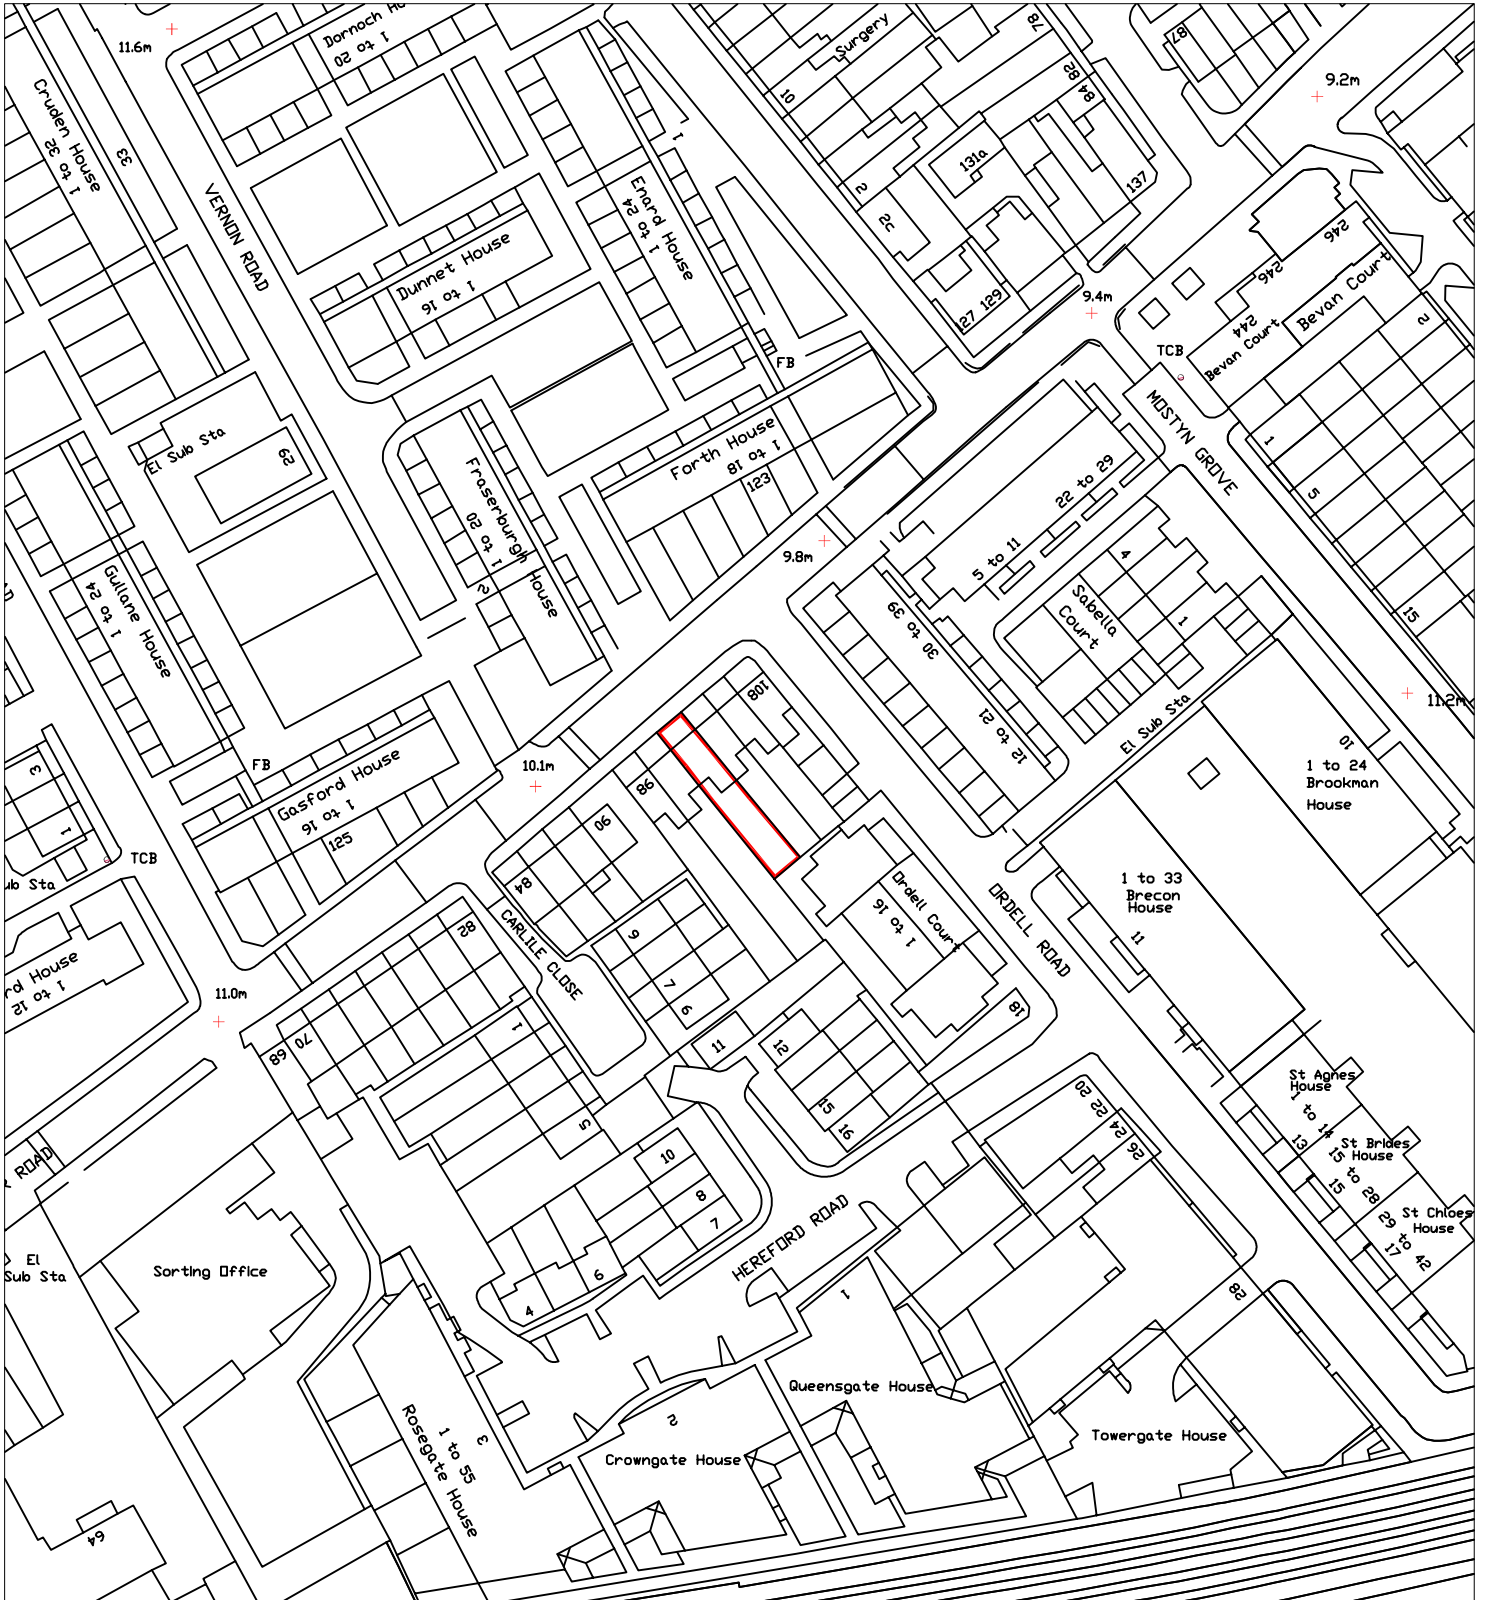 11.6m
Dornoch Ho
1 to 20
Surgery
78
87
10
82
84
9.2m
Cruden House
1 to 32
33
VERNON ROAD
1
Enard House
1 to 24
131a
137
2
2c
Dunnet House
1 to 16
246
246
244
Bevan Court
Bevan Court
27 129
9.4m
2
FB
TCB
MOSTYN GROVE
El Sub Sta
62
Forth House
1 to 18
123
Fraserburgh House
1 to 20
2
22 to 29
5 to 11
1
5
15
9.8m
4
Sabella
Court
1
30 to 39
Gullane House
1 to 24
12 to 21
El Sub Sta
11.2m
108
10
1 to 24
Brookman
House
FB
Gasford House
1 to 16
125
10.1m
98
90
84
3
1
TCB
ub Sta
CARLILE CLOSE
82
9
7
6
Ordell Court
1 to 16
ORDELL ROAD
1 to 33
Brecon
House
11
rd House
1 to 12
11.0m
18
68
70
1
11
12
15
16
5
20 22 24 26
St Agnes
House
1 to 14
13
St Brides
House
15 to 28
15
St Chloes
House
29 to 42
17
ROAD
10
8
7
6
4
HEREFORD ROAD
El
Sub Sta
Sorting Office
1
28
Rosegate House
1 to 55
3
2
Crowngate House
Queensgate House
Towergate House
64